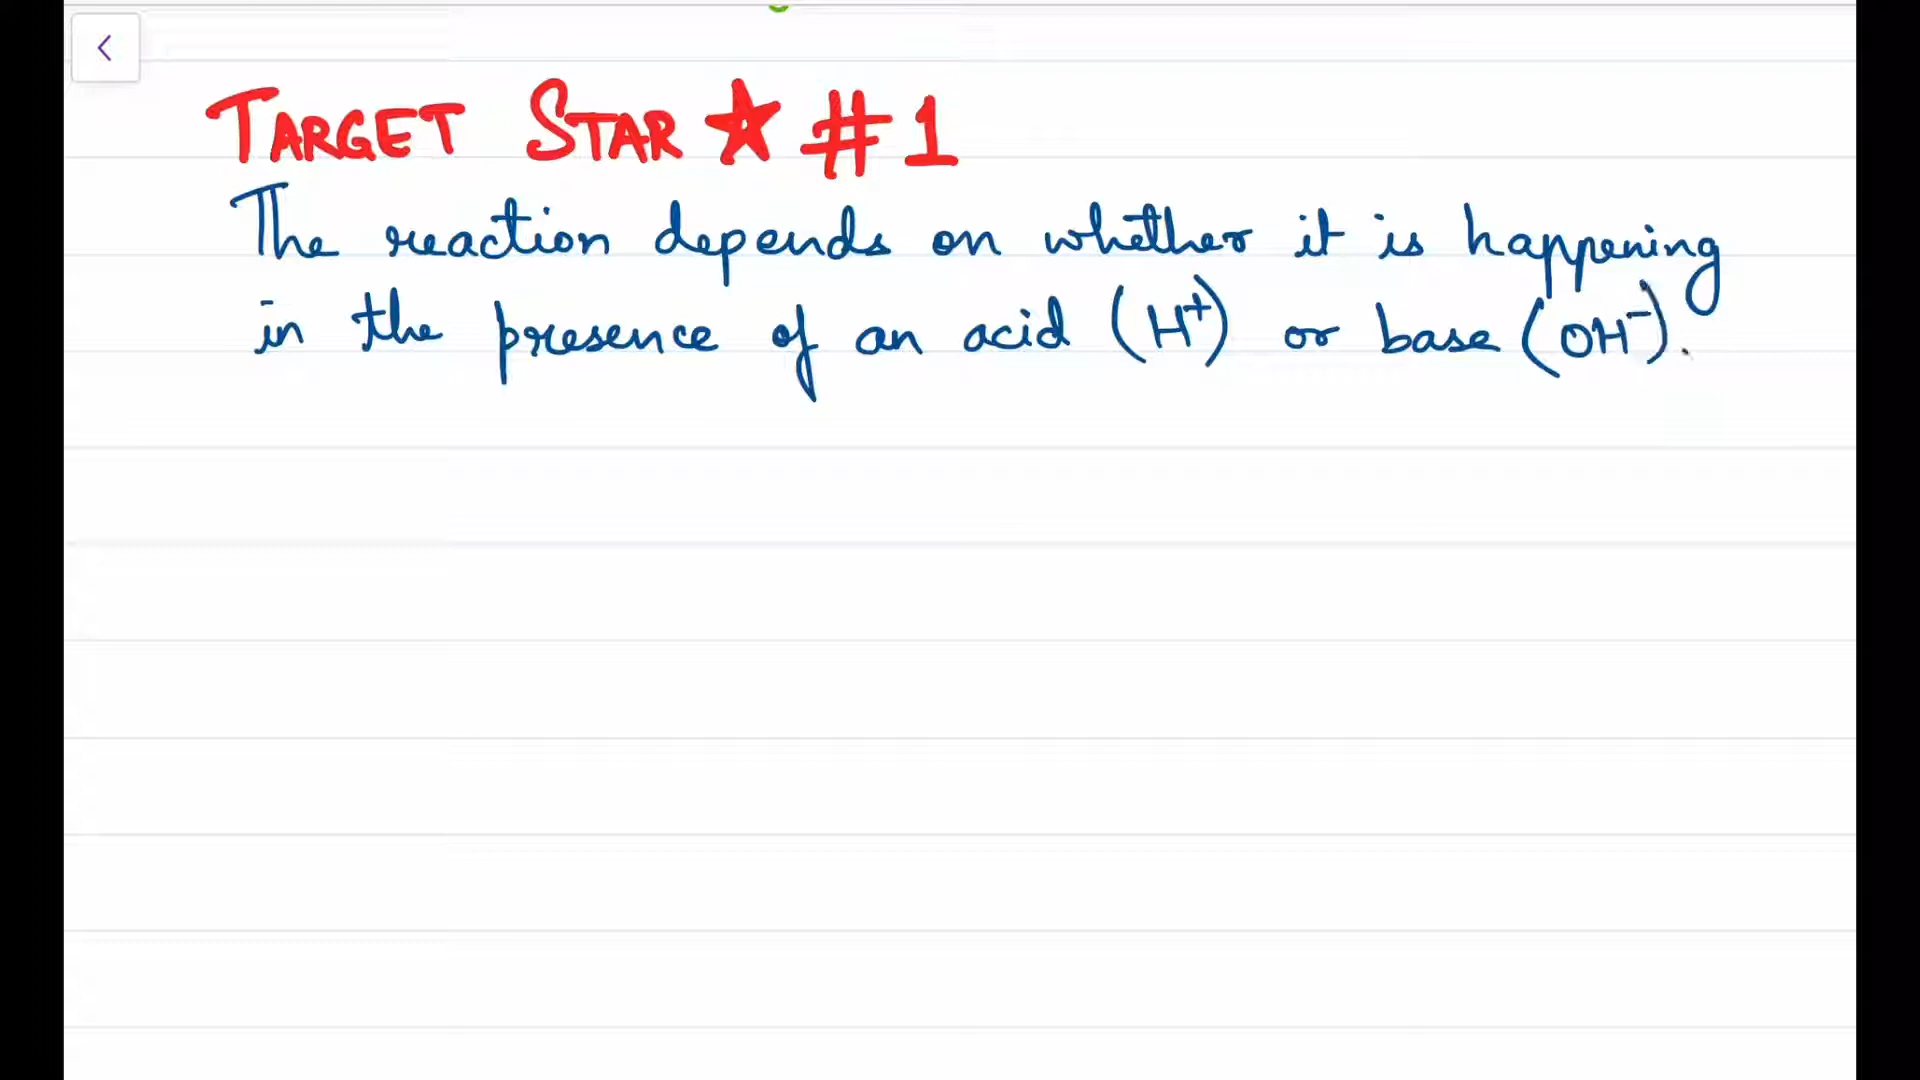 TARGET STAR ★ #1
The reaction depends on whether it is happening
in the presence of an acid (H⁺) or base (OH⁻).